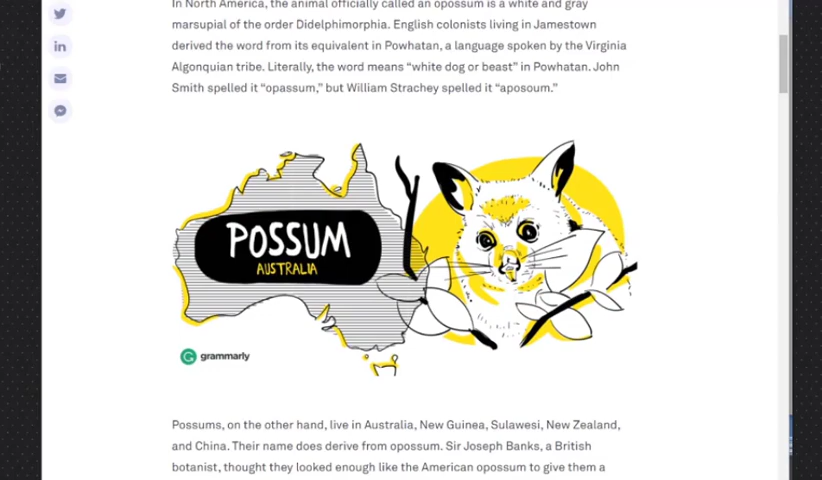 In North America, the animal officially called an opossum is a white and gray
marsupial of the order Didelphimorphia. English colonists living in Jamestown
derived the word from its equivalent in Powhatan, a language spoken by the Virginia
Algonquian tribe. Literally, the word means “white dog or beast” in Powhatan. John
Smith spelled it “opassum,” but William Strachey spelled it “aposoum.”
POSSUM
AUSTRALIA
grammarly
Possums, on the other hand, live in Australia, New Guinea, Sulawesi, New Zealand,
and China. Their name does derive from opossum. Sir Joseph Banks, a British
botanist, thought they looked enough like the American opossum to give them a